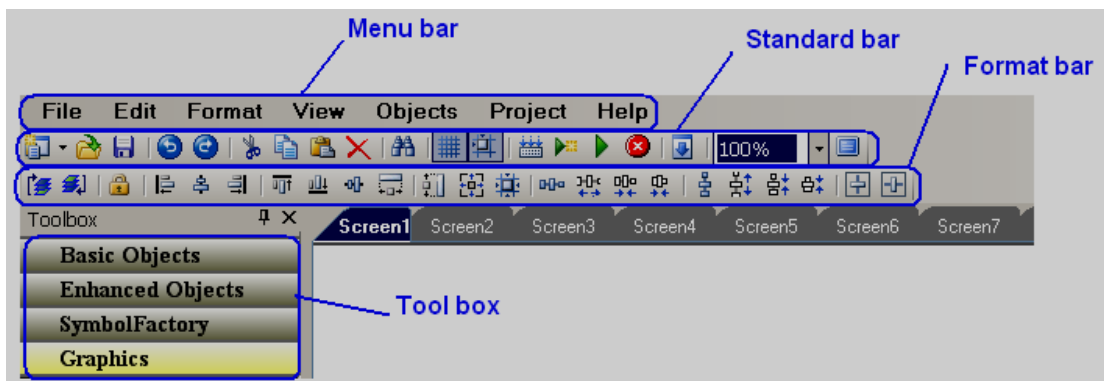 Menu bar
Standard bar
Format bar
File Edit Format View Objects Project Help
100%
Toolbox
Screen1 Screen2 Screen3 Screen4 Screen5 Screen6 Screen7
Basic Objects
Enhanced Objects
SymbolFactory
Graphics
Tool box